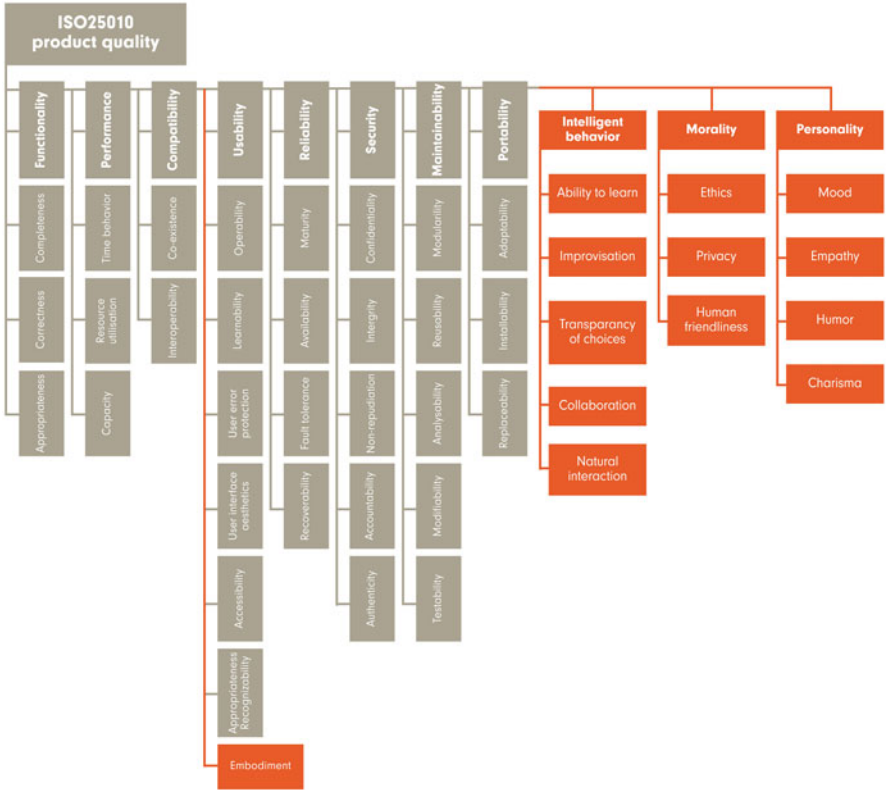 ISO25010
product quality
Functionality
Performance
Compatibility
Usability
Reliability
Security
Maintainability
Portability
Intelligent
behavior
Morality
Personality
Completeness
Correctness
Appropriateness
Time behavior
Resource
utilisation
Capacity
Co-existence
Interoperability
Operability
Learnability
User error
protection
User interface
aesthetics
Accessibility
Appropriateness
Recognizability
Embodiment
Maturity
Availability
Fault tolerance
Recoverability
Confidentiality
Intergrity
Non-repudiation
Accountability
Authenticity
Modularility
Reusability
Analysability
Modifiability
Testability
Adaptability
Installability
Replaceability
Ability to learn
Improvisation
Transparancy
of choices
Collaboration
Natural
interaction
Ethics
Privacy
Human
friendliness
Mood
Empathy
Humor
Charisma